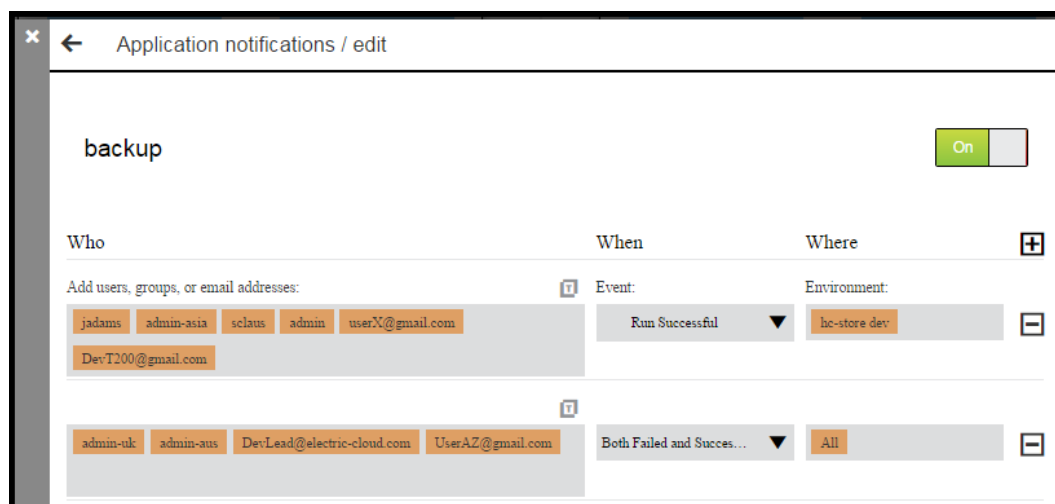 Application notifications / edit
backup
On
Who When Where
Add users, groups, or email addresses: T Event: Environment:
jadams admin-asia sclaus admin userX@gmail.com Run Successful hc-store dev
DevT200@gmail.com
T
admin-uk admin-aus DevLead@electric-cloud.com UserAZ@gmail.com Both Failed and Succes... All